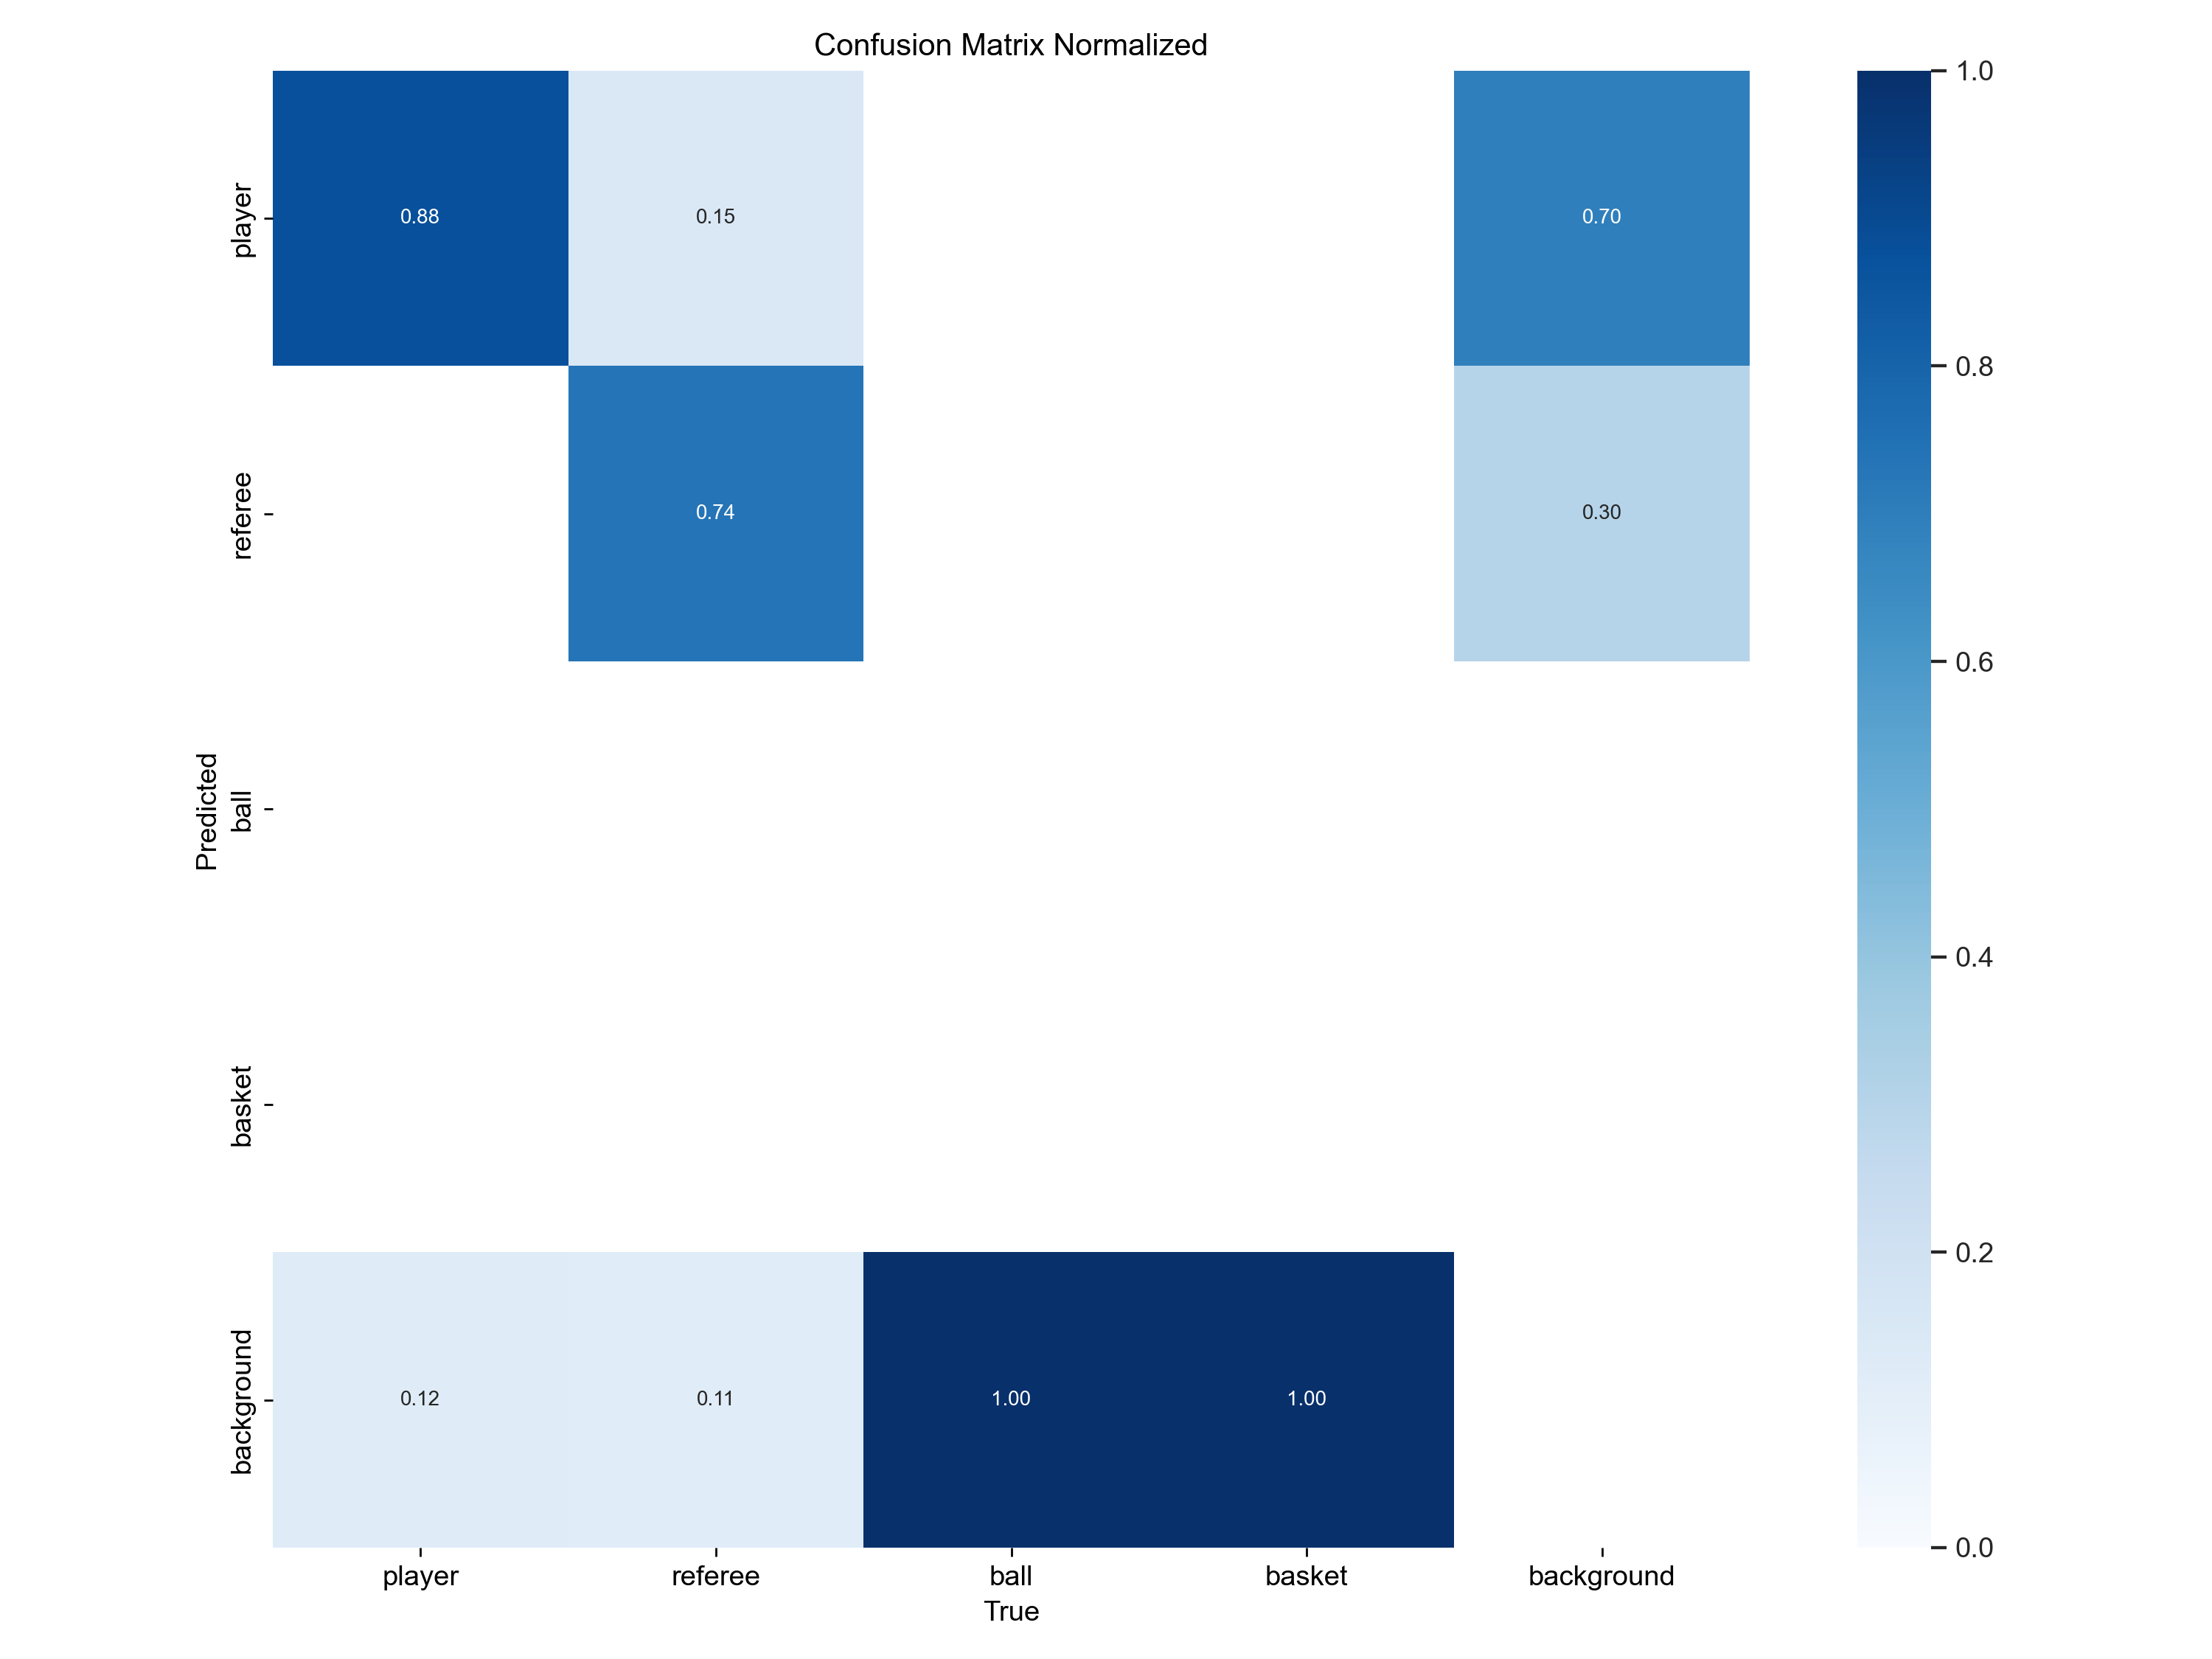 Confusion Matrix Normalized
1.0
player
0.88
0.15
0.70
0.8
referee
0.74
0.30
0.6
Predicted
ball
0.4
basket
0.2
background
0.12
0.11
1.00
1.00
0.0
player
referee
ball
basket
background
True